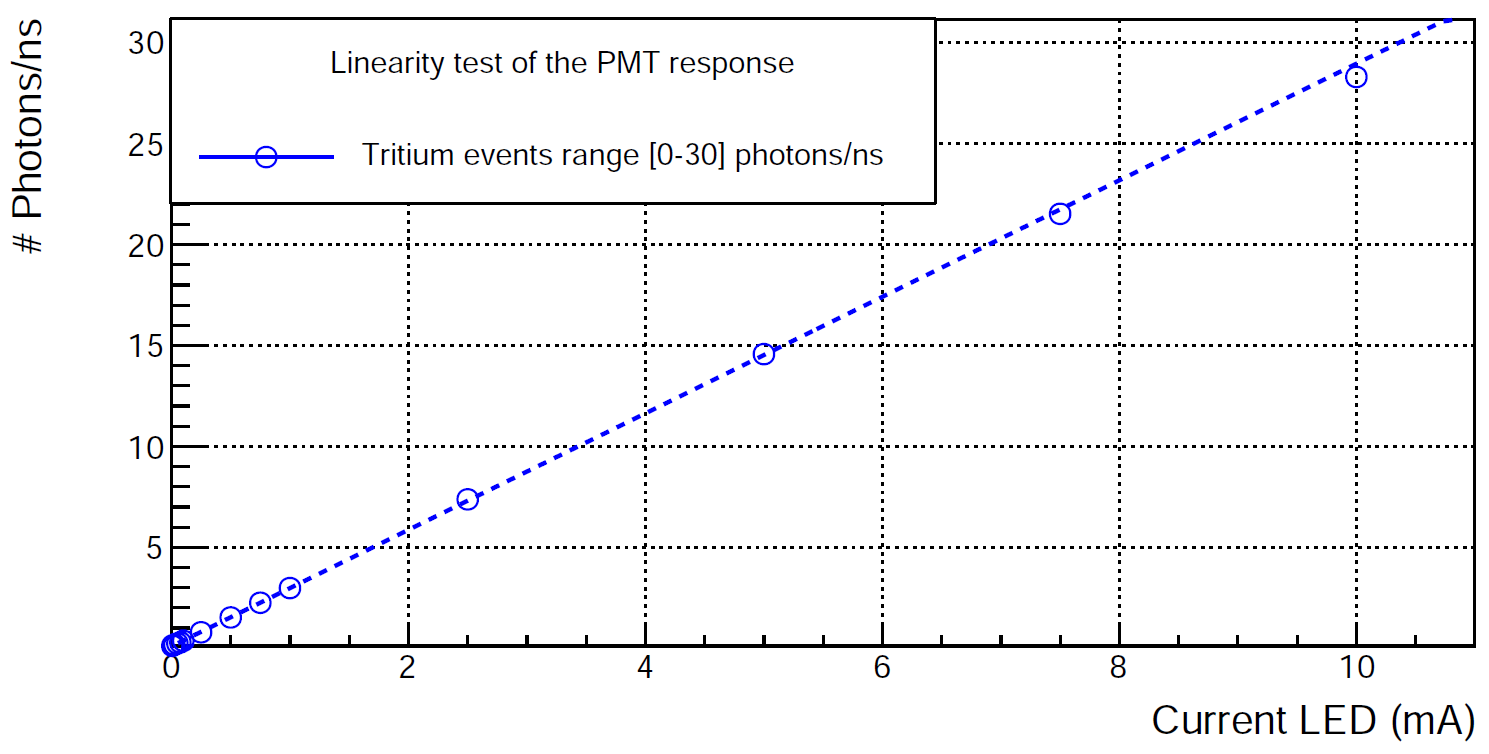 # Photons/ns
30
25
20
15
10
5
Linearity test of the PMT response
Tritium events range [0-30] photons/ns
0 2 4 6 8 10
Current LED (mA)